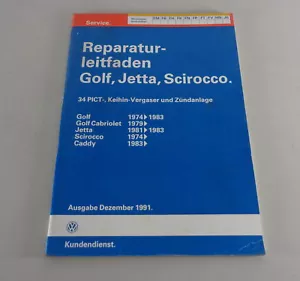 Service.
Reparatur-
leitfaden
Golf, Jetta, Scirocco.
34 PICT-, Keihin-Vergaser und Zündanlage
Golf 1974▶1983
Golf Cabriolet 1979▶
Jetta 1981▶1983
Scirocco 1974▶
Caddy 1983▶
Ausgabe Dezember 1991.
Kundendienst.